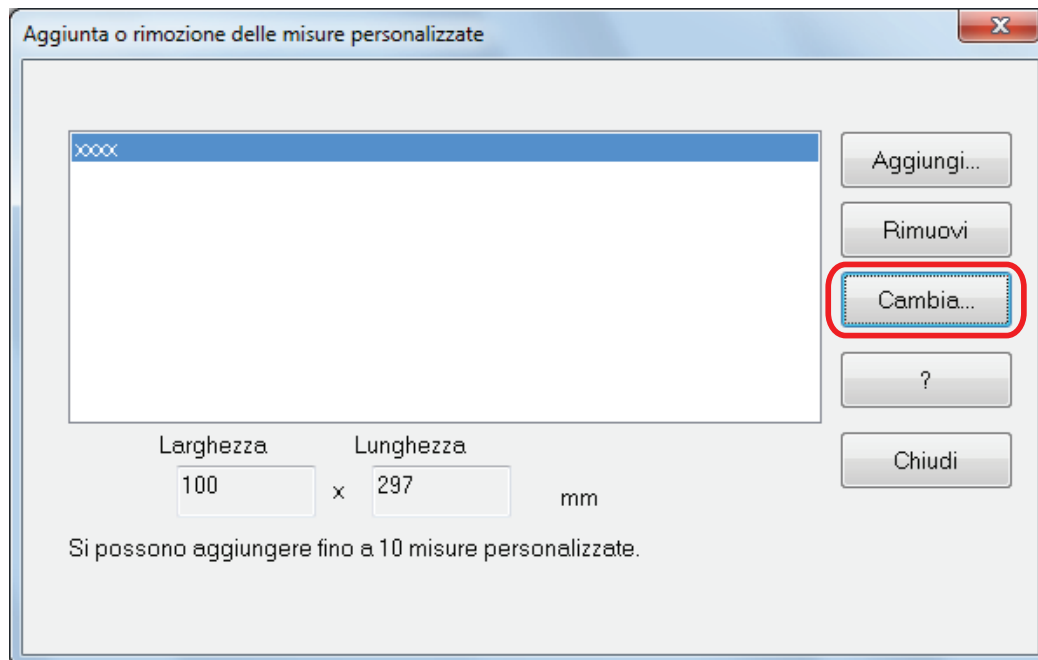 Aggiunta o rimozione delle misure personalizzate
xxxx
Aggiungi...
Rimuovi
Cambia...
?
Chiudi
Larghezza Lunghezza
100 x 297 mm
Si possono aggiungere fino a 10 misure personalizzate.